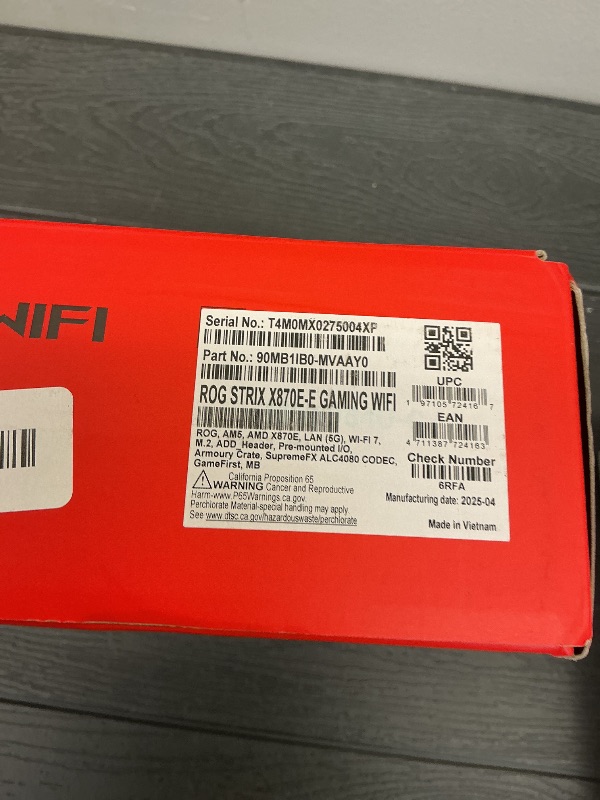 WIFI
Serial No.: T4M0MX0275004XP
Part No.: 90MB1IB0-MVAAY0
ROG STRIX X870E-E GAMING WIFI
ROG, AM5, AMD X870E, LAN (5G), WI-FI 7,
M.2, ADD_Header, Pre-mounted I/O,
Armoury Crate, SupremeFX ALC4080 CODEC,
GameFirst, MB
California Proposition 65
WARNING Cancer and Reproductive
Harm-www.P65Warnings.ca.gov
Perchlorate Material-special handling may apply.
See www.dtsc.ca.gov/hazardouswaste/perchlorate
UPC
1 97105 72416 7
EAN
4 711387 724163
Check Number
6RFA
Manufacturing date: 2025-04
Made in Vietnam